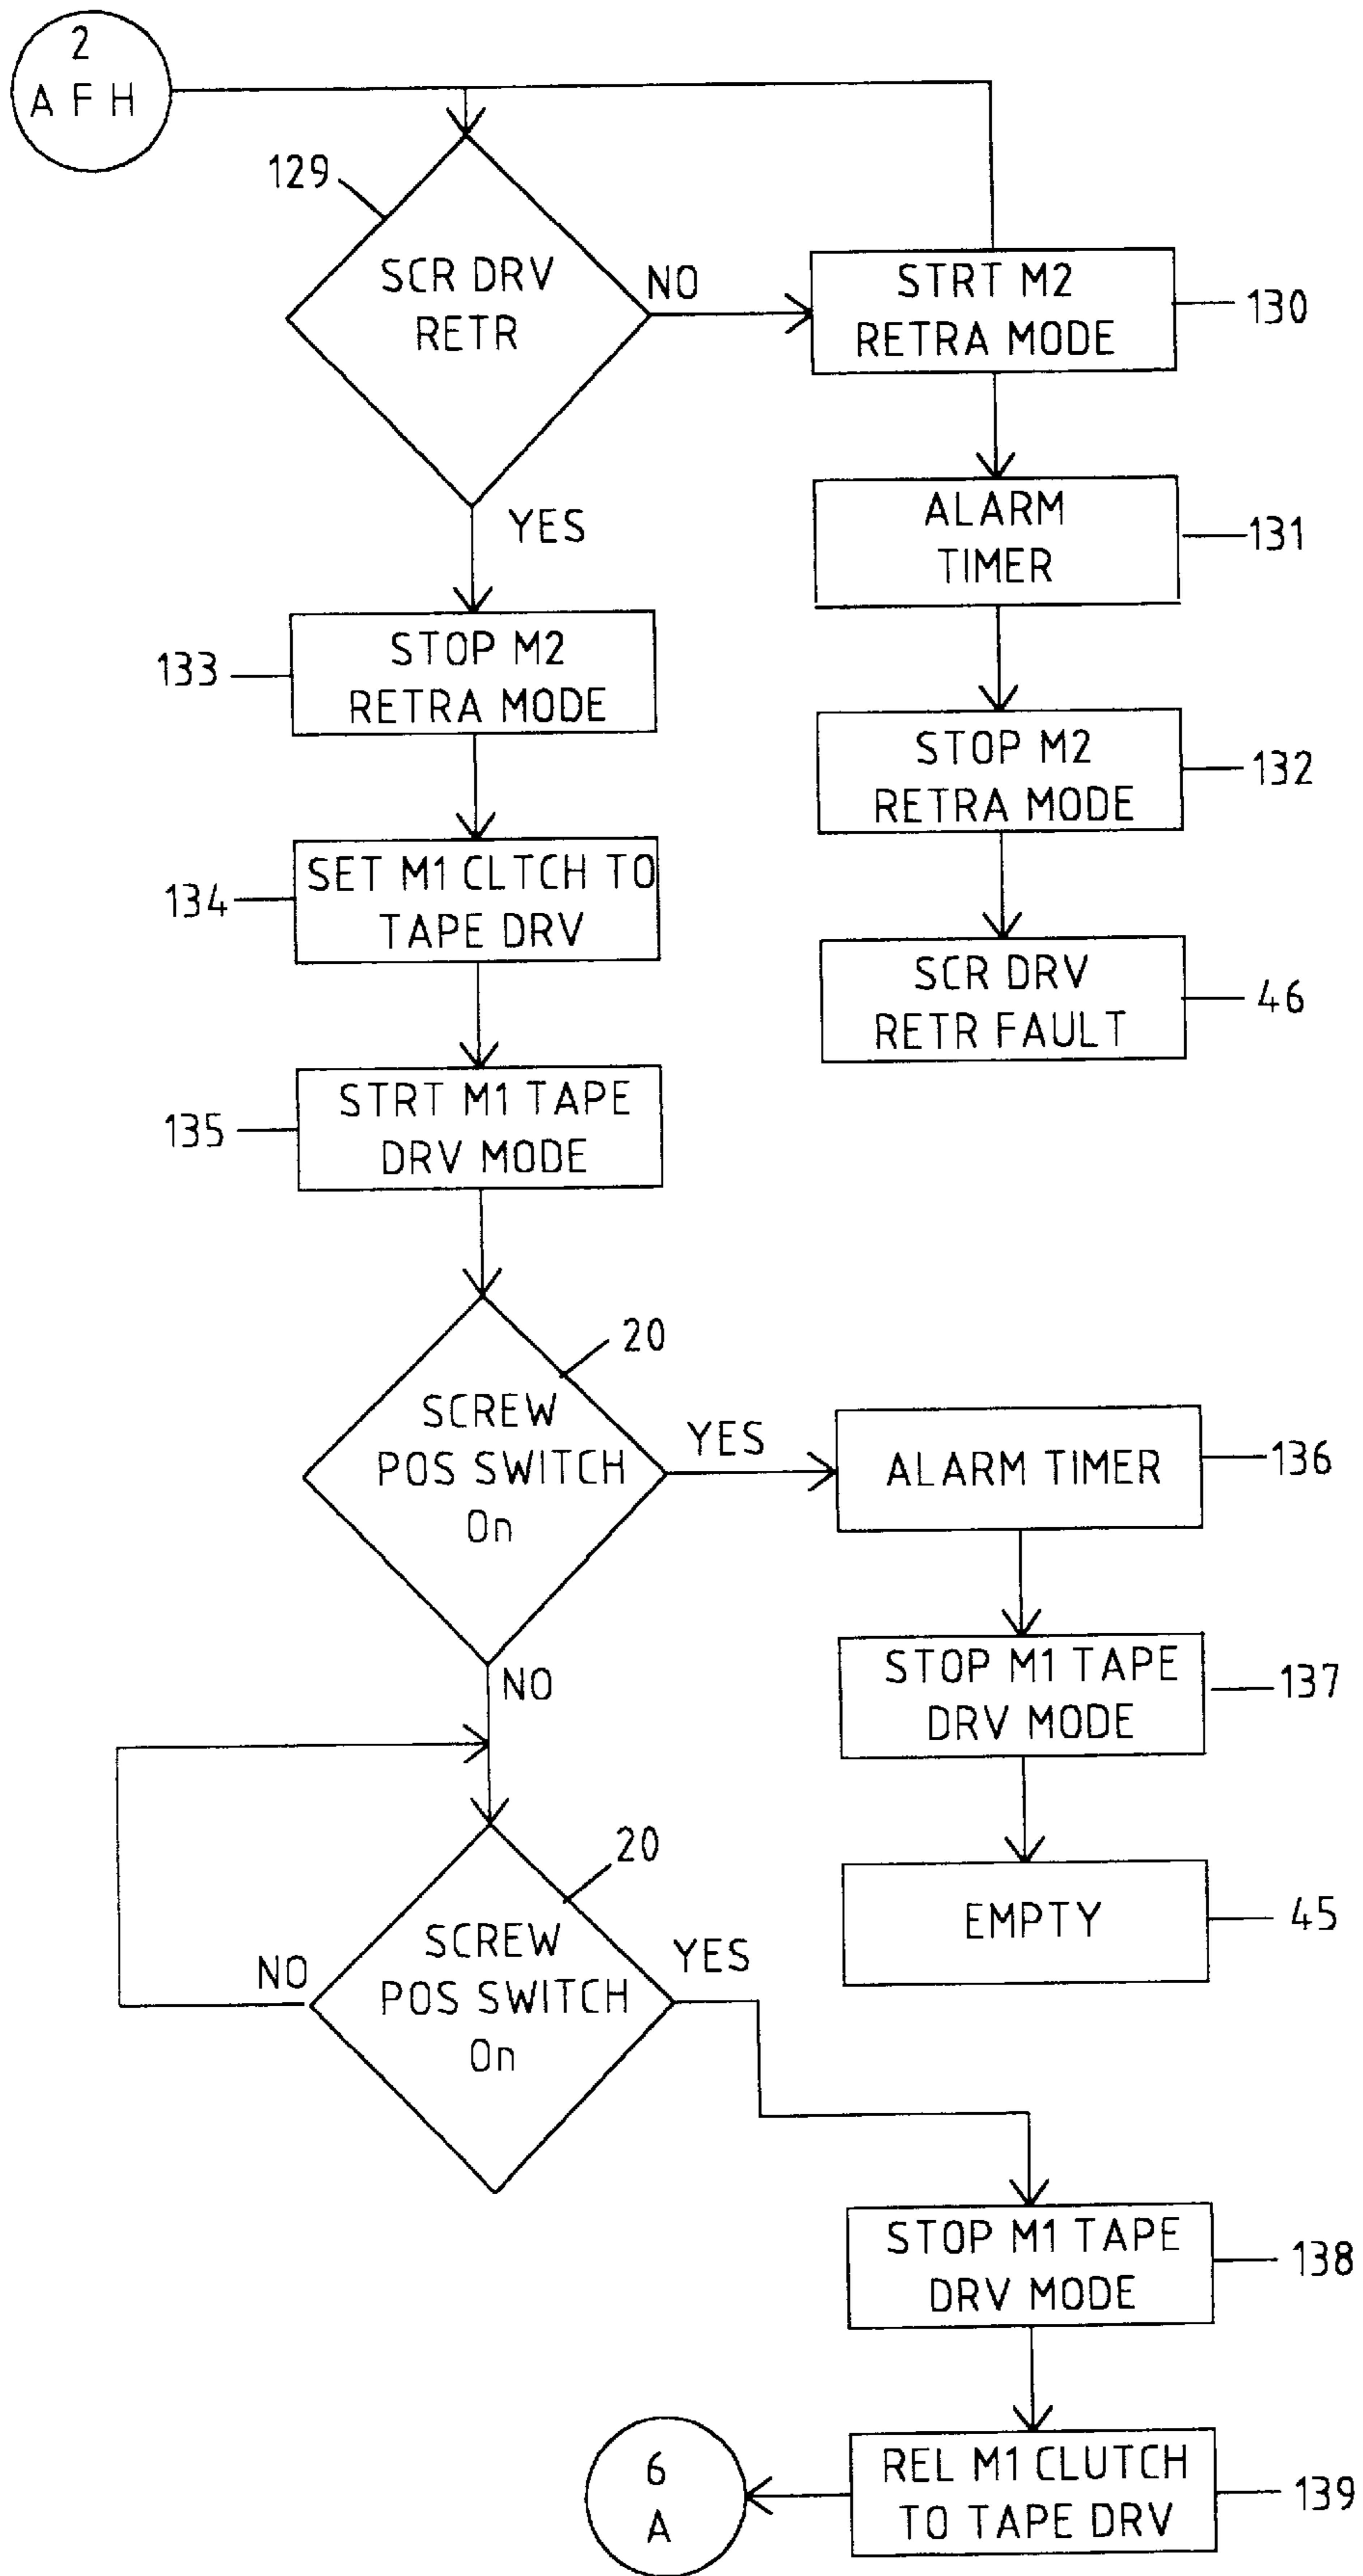 2
A F H
129
SCR DRV
RETR
NO
STRT M2
RETRA MODE
130
YES
ALARM
TIMER
131
133
STOP M2
RETRA MODE
STOP M2
RETRA MODE
132
134
SET M1 CLTCH TO
TAPE DRV
SCR DRV
RETR FAULT
46
135
STRT M1 TAPE
DRV MODE
20
SCREW
POS SWITCH
On
YES
ALARM TIMER
136
NO
STOP M1 TAPE
DRV MODE
137
20
SCREW
POS SWITCH
On
NO
YES
EMPTY
45
STOP M1 TAPE
DRV MODE
138
6
A
REL M1 CLUTCH
TO TAPE DRV
139